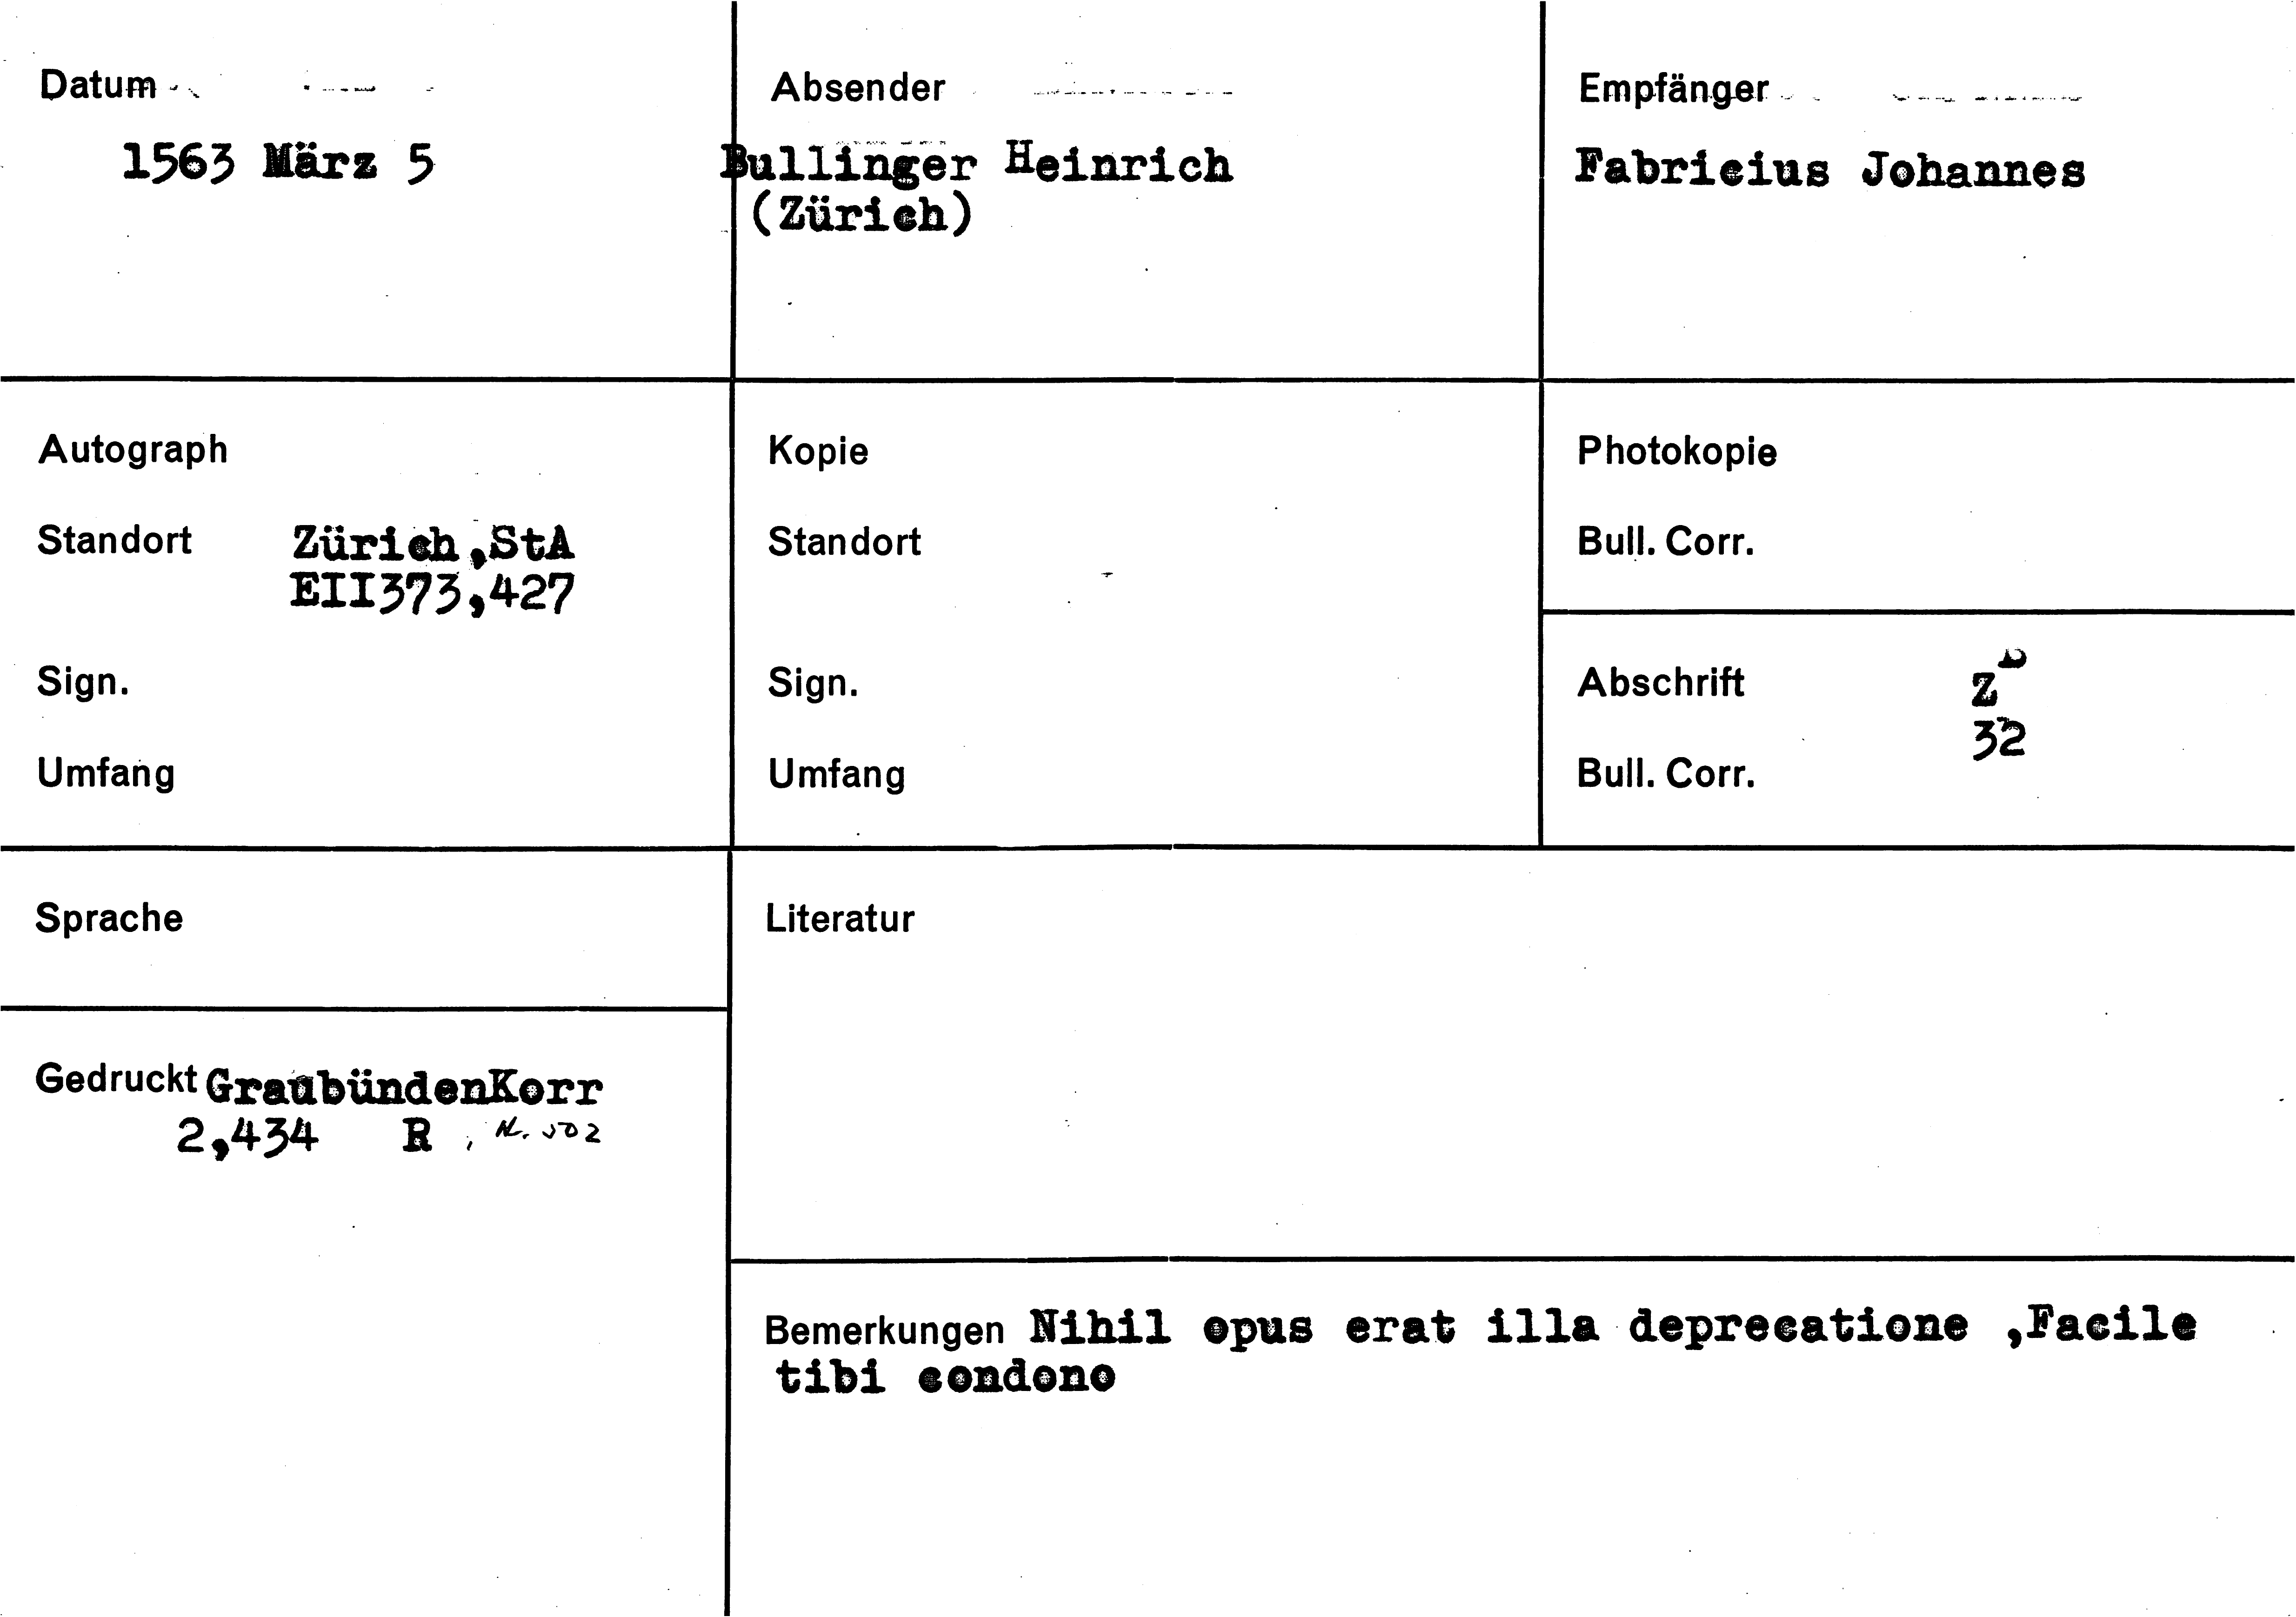 Datum
1563 März 5
Absender
Bullinger Heinrich
(Zürich)
Empfänger
Fabricius Johannes
Autograph
Standort Zürich,StA
EII373,427
Sign.
Umfang
Kopie
Standort
Sign.
Umfang
Photokopie
Bull. Corr.
Abschrift Z
32
Bull. Corr.
Sprache
Gedruckt GraubündenKorr
2,434 R , N. 502
Literatur
Bemerkungen Nihil opus erat illa deprecatione ,Facile
tibi condono